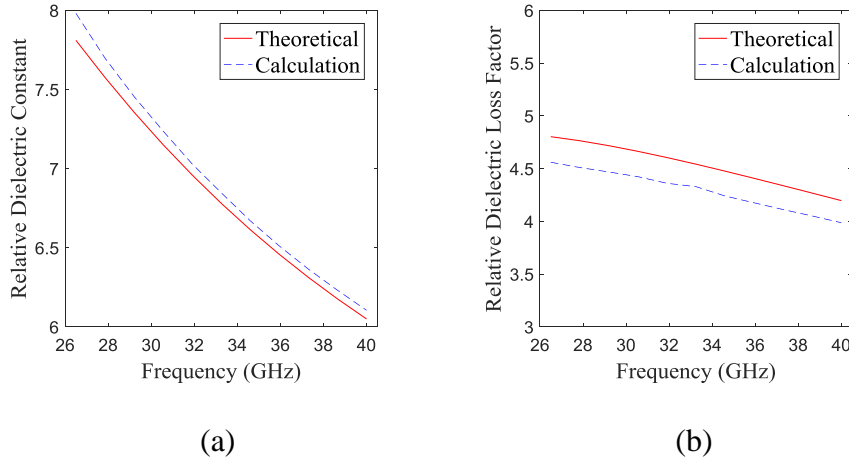 Relative Dielectric Constant
8
7.5
7
6.5
6
26 28 30 32 34 36 38 40
Frequency (GHz)
Theoretical
Calculation
(a)
Relative Dielectric Loss Factor
6
5.5
5
4.5
4
3.5
3
26 28 30 32 34 36 38 40
Frequency (GHz)
Theoretical
Calculation
(b)